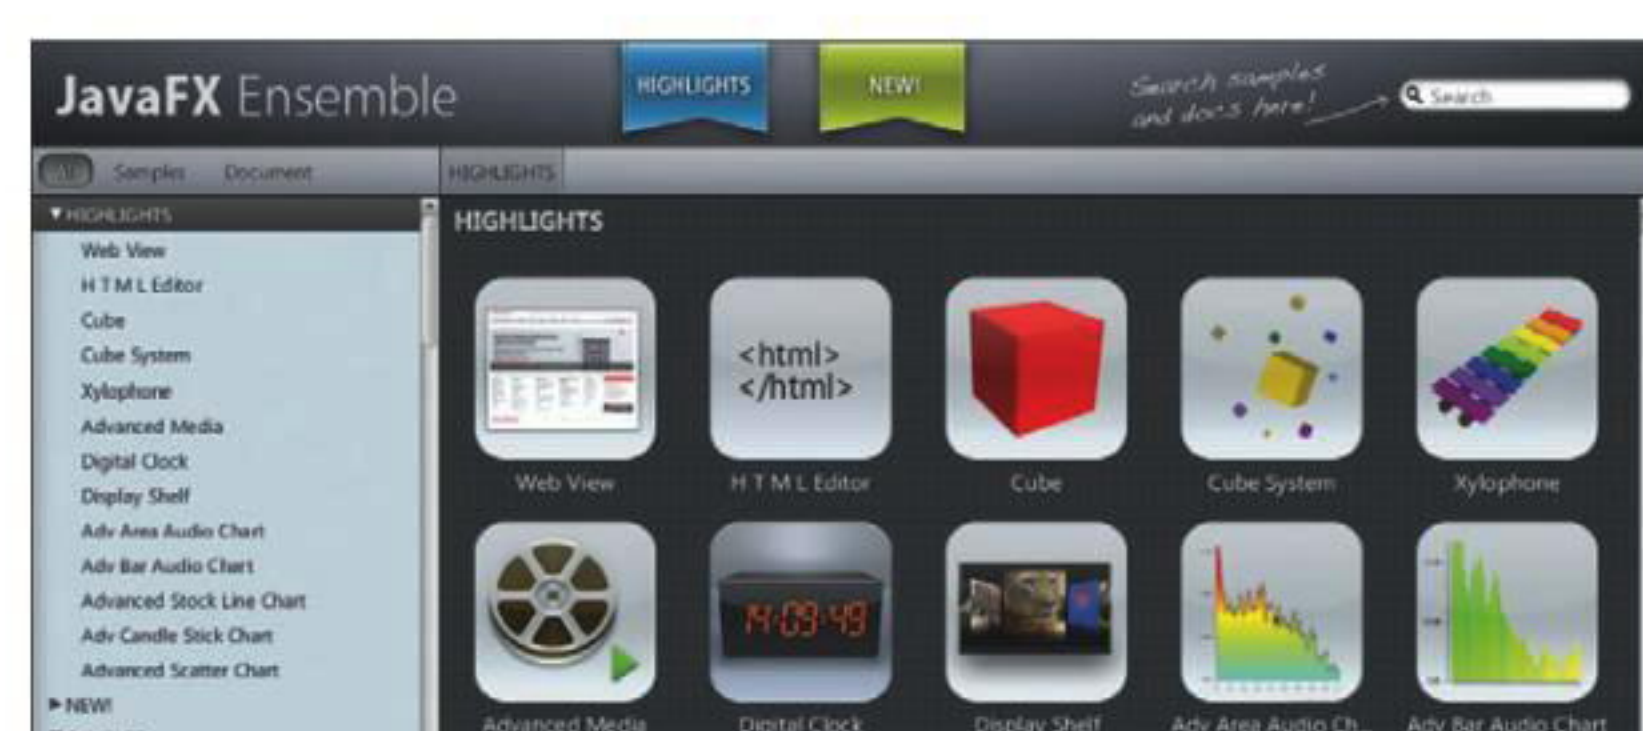 JavaFX Ensemble
HIGHLIGHTS
NEW!
Search samples
and docs here!
Search
All
Samples
Document
HIGHLIGHTS
HIGHLIGHTS
Web View
H T M L Editor
Cube
Cube System
Xylophone
Advanced Media
Digital Clock
Display Shelf
Adv Area Audio Chart
Adv Bar Audio Chart
Advanced Stock Line Chart
Adv Candle Stick Chart
Advanced Scatter Chart
NEW!
HIGHLIGHTS
<html>
</html>
Web View
H T M L Editor
Cube
Cube System
Xylophone
14:09:49
Advanced Media
Digital Clock
Display Shelf
Adv Area Audio Ch...
Adv Bar Audio Chart